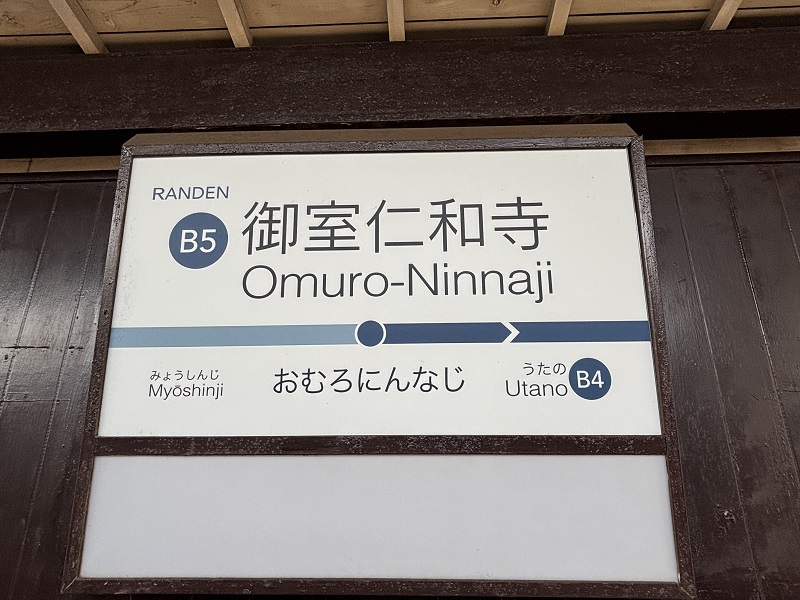 RANDEN
B5
御室仁和寺
Omuro-Ninnaji
みょうしんじ
Myōshinji
おむろにんなじ
うたの
Utano
B4